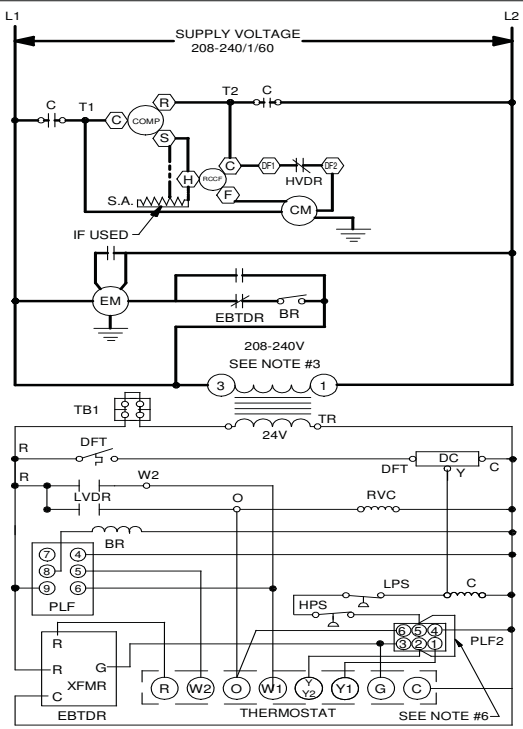 L1 L2
SUPPLY VOLTAGE
208-240/1/60
C T1 C COMP R T2 C
S
H RCCF C DF1 HVDR DF2
F
S.A. CM
IF USED
EM
EBTDR BR
208-240V
SEE NOTE #3
3 1
TB1
TR
24V
R DFT DFT DC C
Y
R W2
LVDR O RVC
BR
7 4
8 5
9 6
PLF
LPS C
HPS
6 5 4
3 2 1
PLF2
R
R G
XFMR
C
EBTDR
R W2 O W1 Y Y2 Y1 G C
THERMOSTAT
SEE NOTE #6